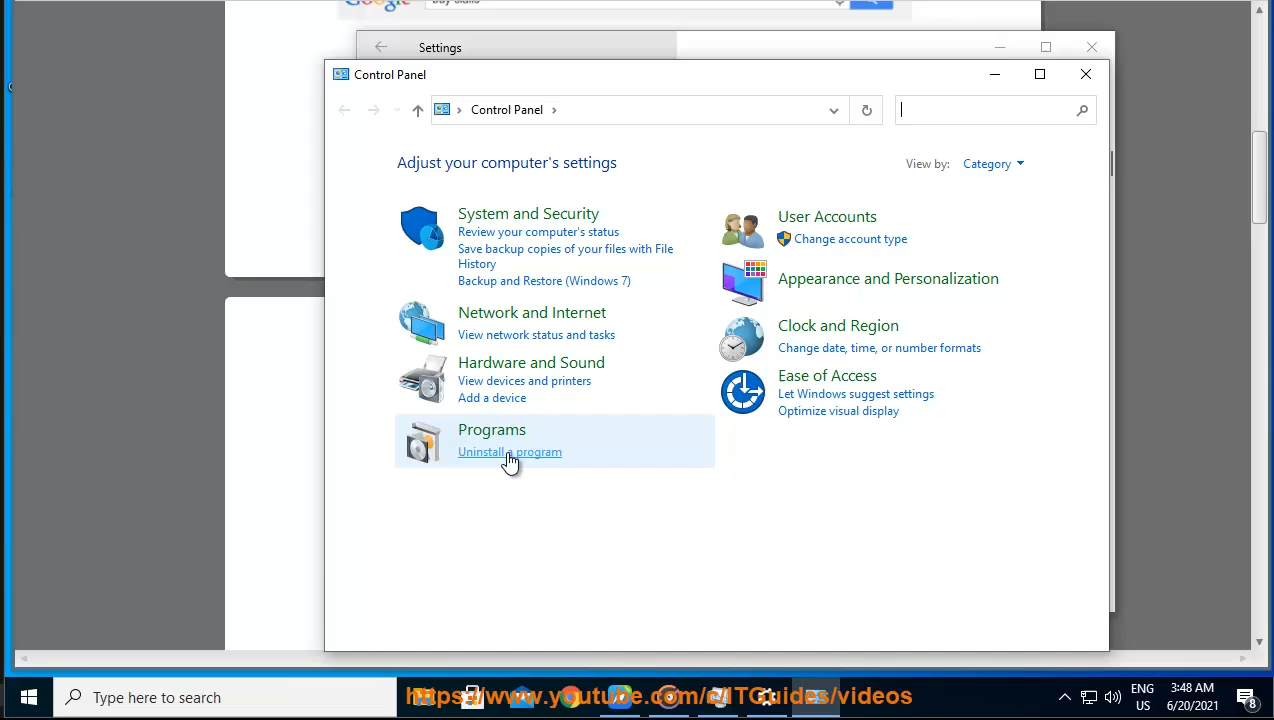 Settings
Control Panel
Control Panel
Adjust your computer's settings
View by: Category
System and Security
Review your computer's status
Save backup copies of your files with File
History
Backup and Restore (Windows 7)
Network and Internet
View network status and tasks
Hardware and Sound
View devices and printers
Add a device
Programs
Uninstall a program
User Accounts
Change account type
Appearance and Personalization
Clock and Region
Change date, time, or number formats
Ease of Access
Let Windows suggest settings
Optimize visual display
Type here to search
https://www.youtube.com/c/ITGuides/videos
ENG
US
3:48 AM
6/20/2021
8